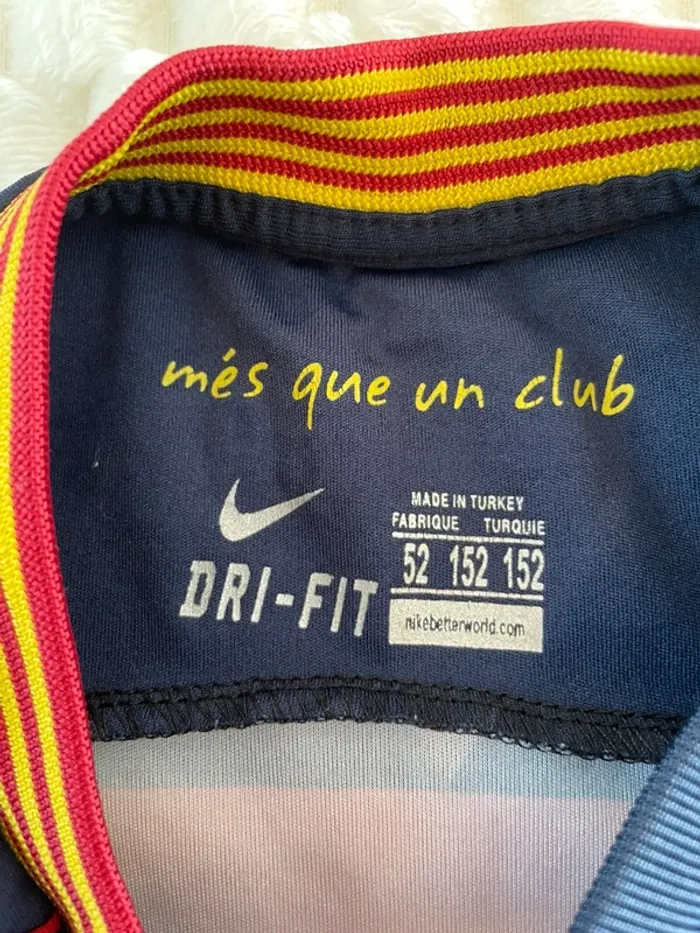 més que un club
MADE IN TURKEY
FABRIQUE TURQUIE
52 152 152
nikebetterworld.com
DRI-FIT